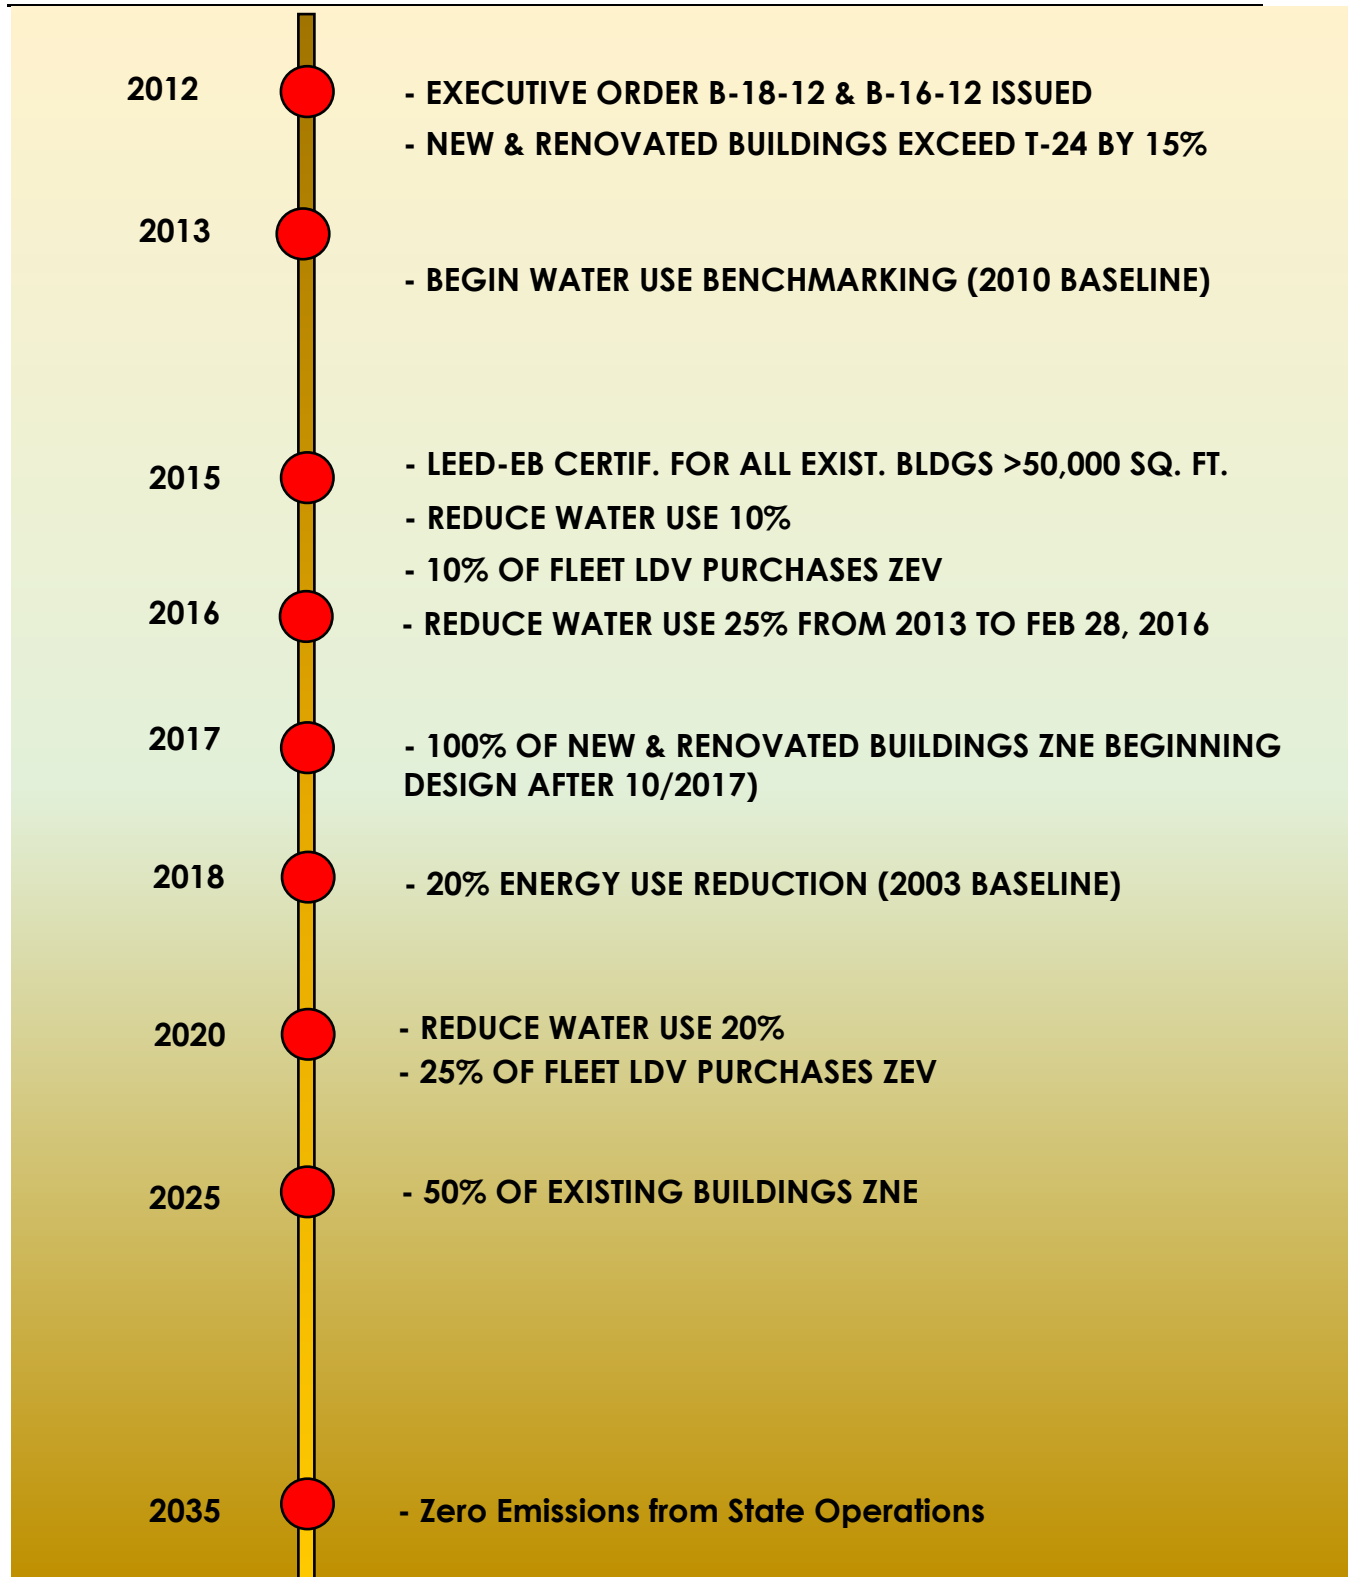 2012
- EXECUTIVE ORDER B-18-12 & B-16-12 ISSUED
- NEW & RENOVATED BUILDINGS EXCEED T-24 BY 15%
2013
- BEGIN WATER USE BENCHMARKING (2010 BASELINE)
2015
- LEED-EB CERTIF. FOR ALL EXIST. BLDGS >50,000 SQ. FT.
- REDUCE WATER USE 10%
- 10% OF FLEET LDV PURCHASES ZEV
2016
- REDUCE WATER USE 25% FROM 2013 TO FEB 28, 2016
2017
- 100% OF NEW & RENOVATED BUILDINGS ZNE BEGINNING
DESIGN AFTER 10/2017)
2018
- 20% ENERGY USE REDUCTION (2003 BASELINE)
2020
- REDUCE WATER USE 20%
- 25% OF FLEET LDV PURCHASES ZEV
2025
- 50% OF EXISTING BUILDINGS ZNE
2035
- Zero Emissions from State Operations